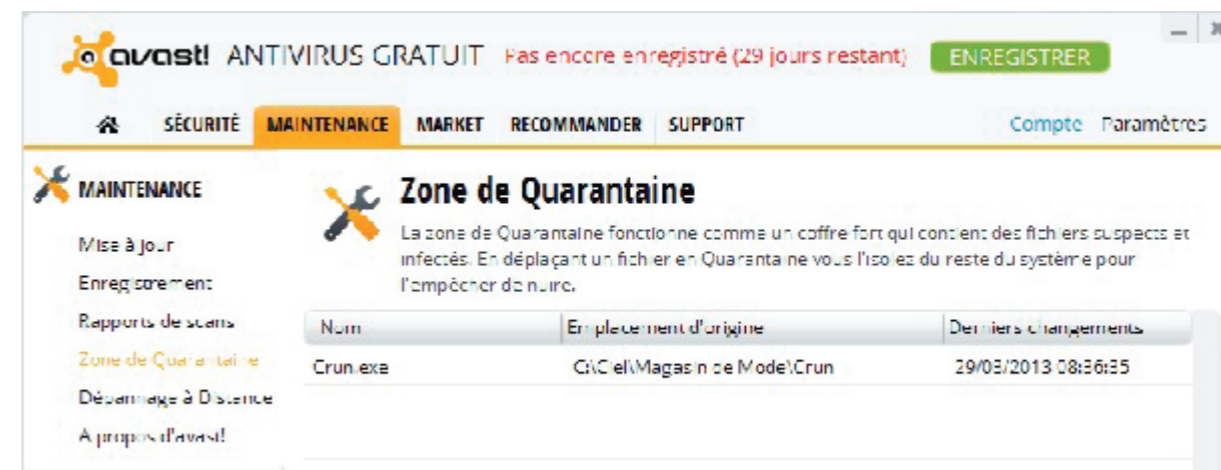 avast! ANTIVIRUS GRATUIT Pas encore enregistré (29 jours restant) ENREGISTRER
SÉCURITÉ MAINTENANCE MARKET RECOMMANDER SUPPORT Compte Paramètres
MAINTENANCE
Mise à jour
Enregistrement
Rapports de scans
Zone de Quarantaine
Dépannage à Distance
A propos d'avast!
Zone de Quarantaine
La zone de Quarantaine fonctionne comme un coffre fort qui contient des fichiers suspects et
infectés. En déplaçant un fichier en Quarantaine vous l'isolez du reste du système pour
l'empêcher de nuire.
Nom Emplacement d'origine Derniers changements
Crun.exe Magasin de Mode\Crun 08:36:35